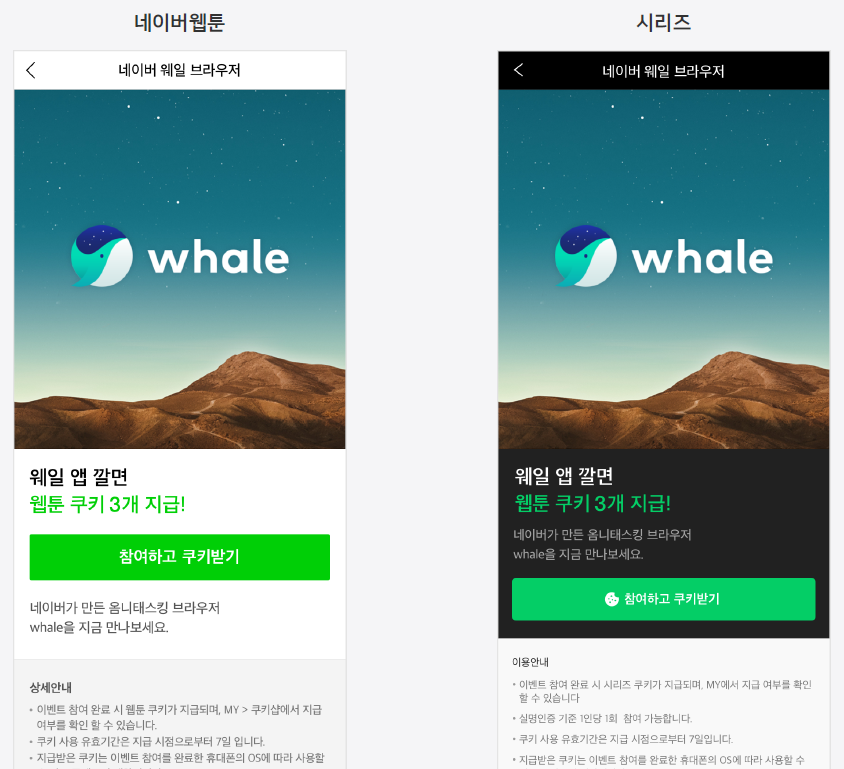 네이버웹툰
네이버 웨일 브라우저
whale
웨일 앱 깔면
웹툰 쿠키 3개 지급!
참여하고 쿠키받기
네이버가 만든 옴니태스킹 브라우저
whale을 지금 만나보세요.
상세안내
• 이벤트 참여 완료 시 웹툰 쿠키가 지급되며, MY > 쿠키샵에서 지급
여부를 확인 할 수 있습니다.
• 쿠키 사용 유효기간은 지급 시점으로부터 7일 입니다.
• 지급받은 쿠키는 이벤트 참여를 완료한 휴대폰의 OS에 따라 사용할
시리즈
네이버 웨일 브라우저
whale
웨일 앱 깔면
웹툰 쿠키 3개 지급!
네이버가 만든 옴니태스킹 브라우저
whale을 지금 만나보세요.
참여하고 쿠키받기
이용안내
• 이벤트 참여 완료 시 시리즈 쿠키가 지급되며, MY에서 지급 여부를 확인
할 수 있습니다
• 실명인증 기준 1인당 1회 참여 가능합니다.
• 쿠키 사용 유효기간은 지급 시점으로부터 7일입니다.
• 지급받은 쿠키는 이벤트 참여를 완료한 휴대폰의 OS에 따라 사용할 수